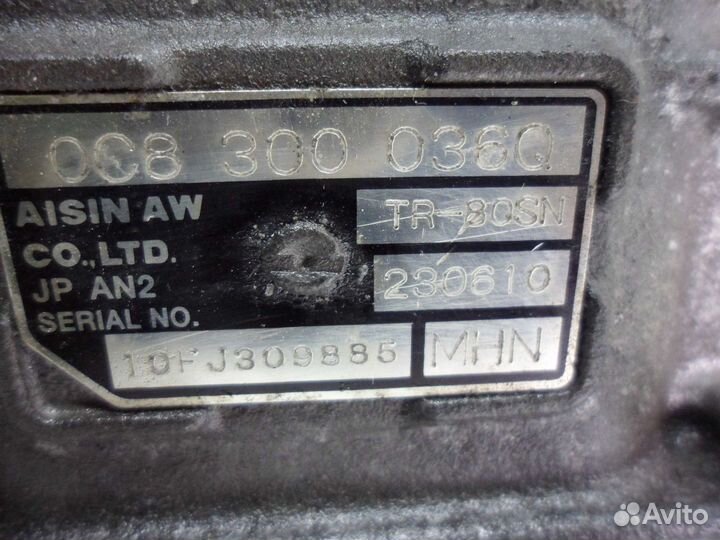 0C8 300 036Q
AISIN AW
CO.,LTD.
JP AN2
TR-80SN
230610
SERIAL NO.
10FJ309885
MHN
Avito